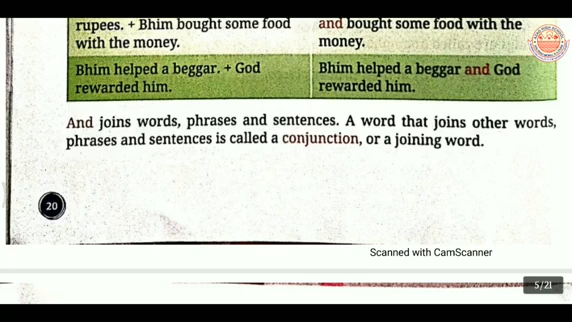 rupees. + Bhim bought some food
with the money.
and bought some food with the
money.
Bhim helped a beggar. + God
rewarded him.
Bhim helped a beggar and God
rewarded him.
And joins words, phrases and sentences. A word that joins other words,
phrases and sentences is called a conjunction, or a joining word.
20
Scanned with CamScanner
5/21